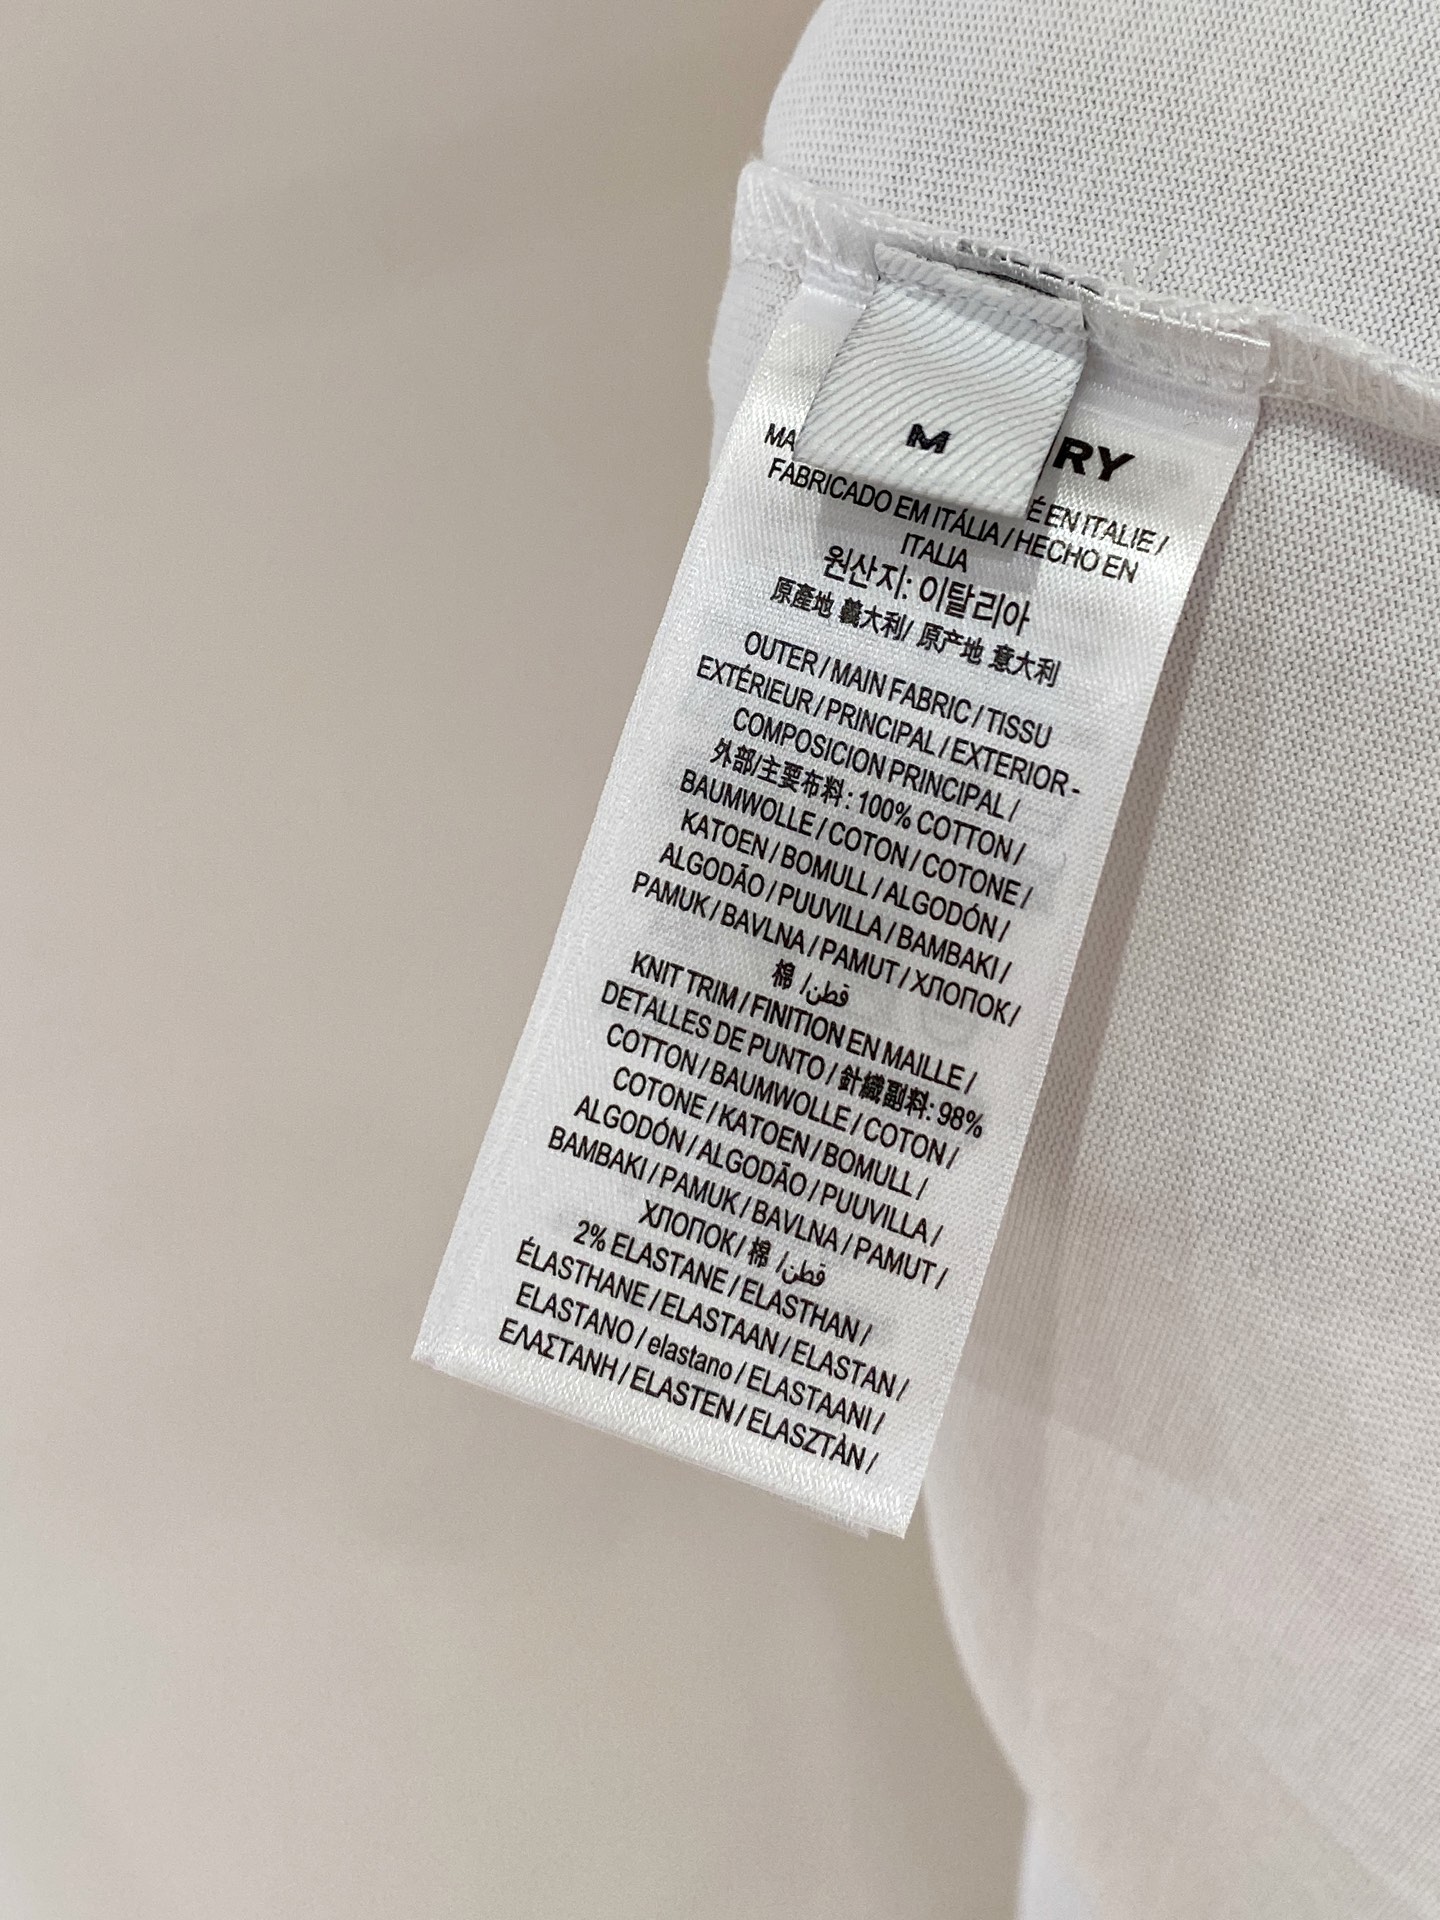 M
RY
MA
É EN ITALIE /
FABRICADO EM ITÁLIA / HECHO EN
ITALIA
원산지: 이탈리아
原產地 義大利/ 原产地 意大利
OUTER / MAIN FABRIC / TISSU
EXTÉRIEUR / PRINCIPAL / EXTERIOR-
COMPOSICION PRINCIPAL /
外部/主要布料: 100% COTTON /
BAUMWOLLE / COTON / COTONE /
KATOEN / BOMULL / ALGODÓN /
ALGODÃO / PUUVILLA / BAMBAKI /
PAMUK / BAVLNA / PAMUT / ХЛОПОК /
棉 /قطن
KNIT TRIM / FINITION EN MAILLE /
DETALLES DE PUNTO / 針織副料: 98%
COTTON / BAUMWOLLE / COTON /
COTONE / KATOEN / BOMULL /
ALGODÓN / ALGODÃO / PUUVILLA /
BAMBAKI / PAMUK / BAVLNA / PAMUT /
ХЛОПОК / 棉 /قطن
2% ELASTANE / ELASTHAN /
ÉLASTHANE / ELASTAAN / ELASTAN /
ELASTANO / elastano / ELASTAANI /
ΕΛΑΣΤΑΝΗ / ELASTEN / ELASZTÀN /